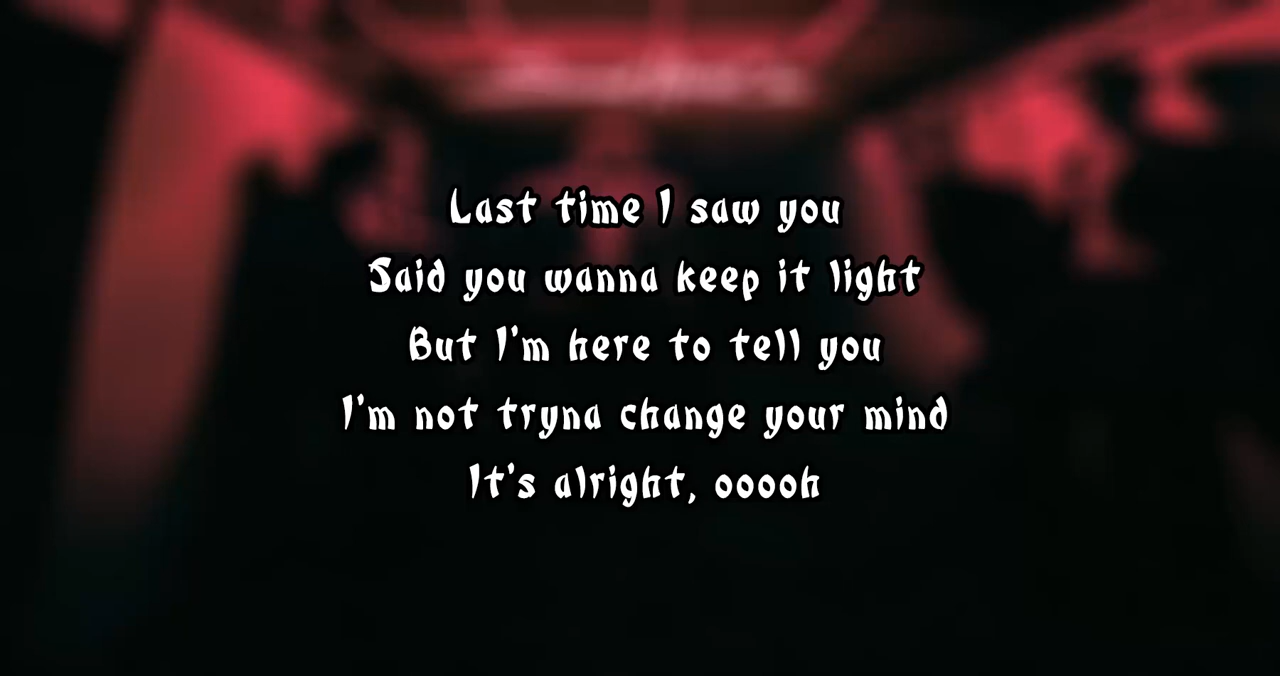 Last time I saw you
Said you wanna keep it light
But I'm here to tell you
I'm not tryna change your mind
It's alright, ooooh